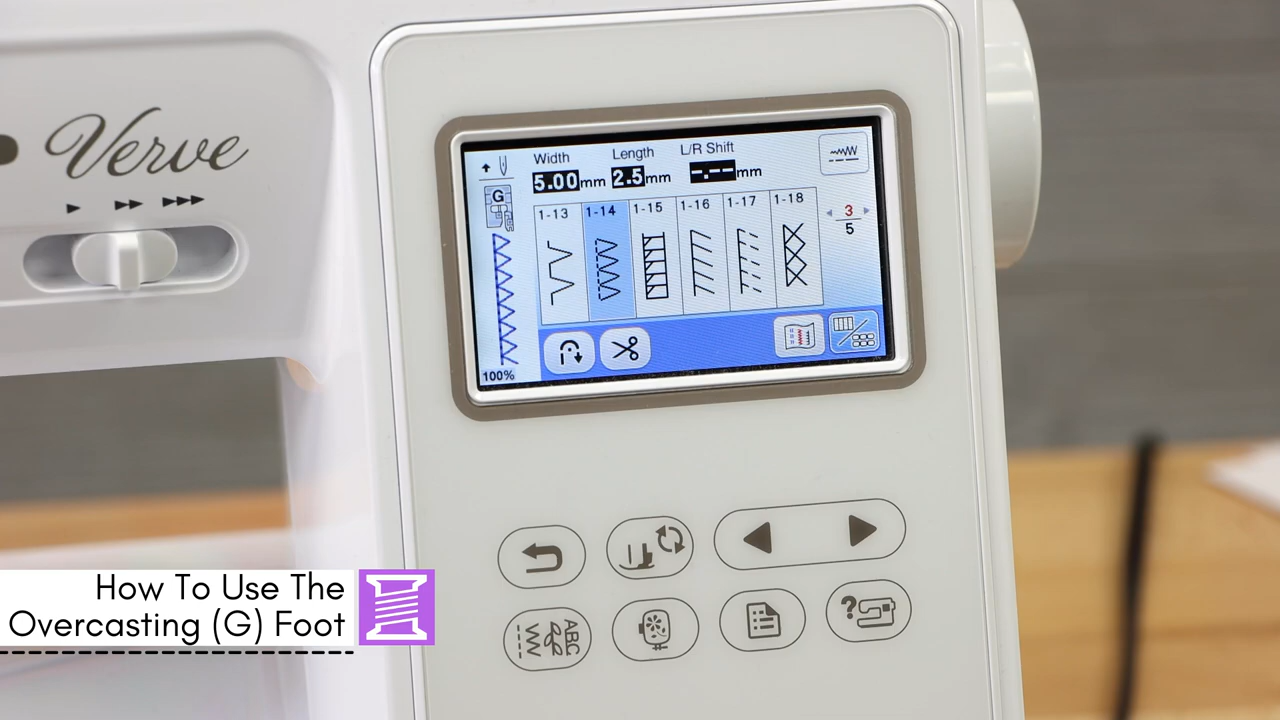 Verve
Width Length L/R Shift
5.00mm 2.5mm -.--mm
G
1-13 1-14 1-15 1-16 1-17 1-18
3
5
100%
ABC
?
How To Use The
Overcasting (G) Foot